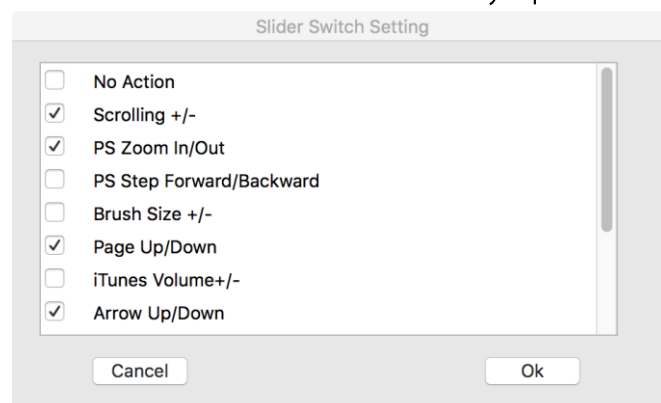 Slider Switch Setting
No Action
Scrolling +/-
PS Zoom In/Out
PS Step Forward/Backward
Brush Size +/-
Page Up/Down
iTunes Volume+/-
Arrow Up/Down
Cancel
Ok